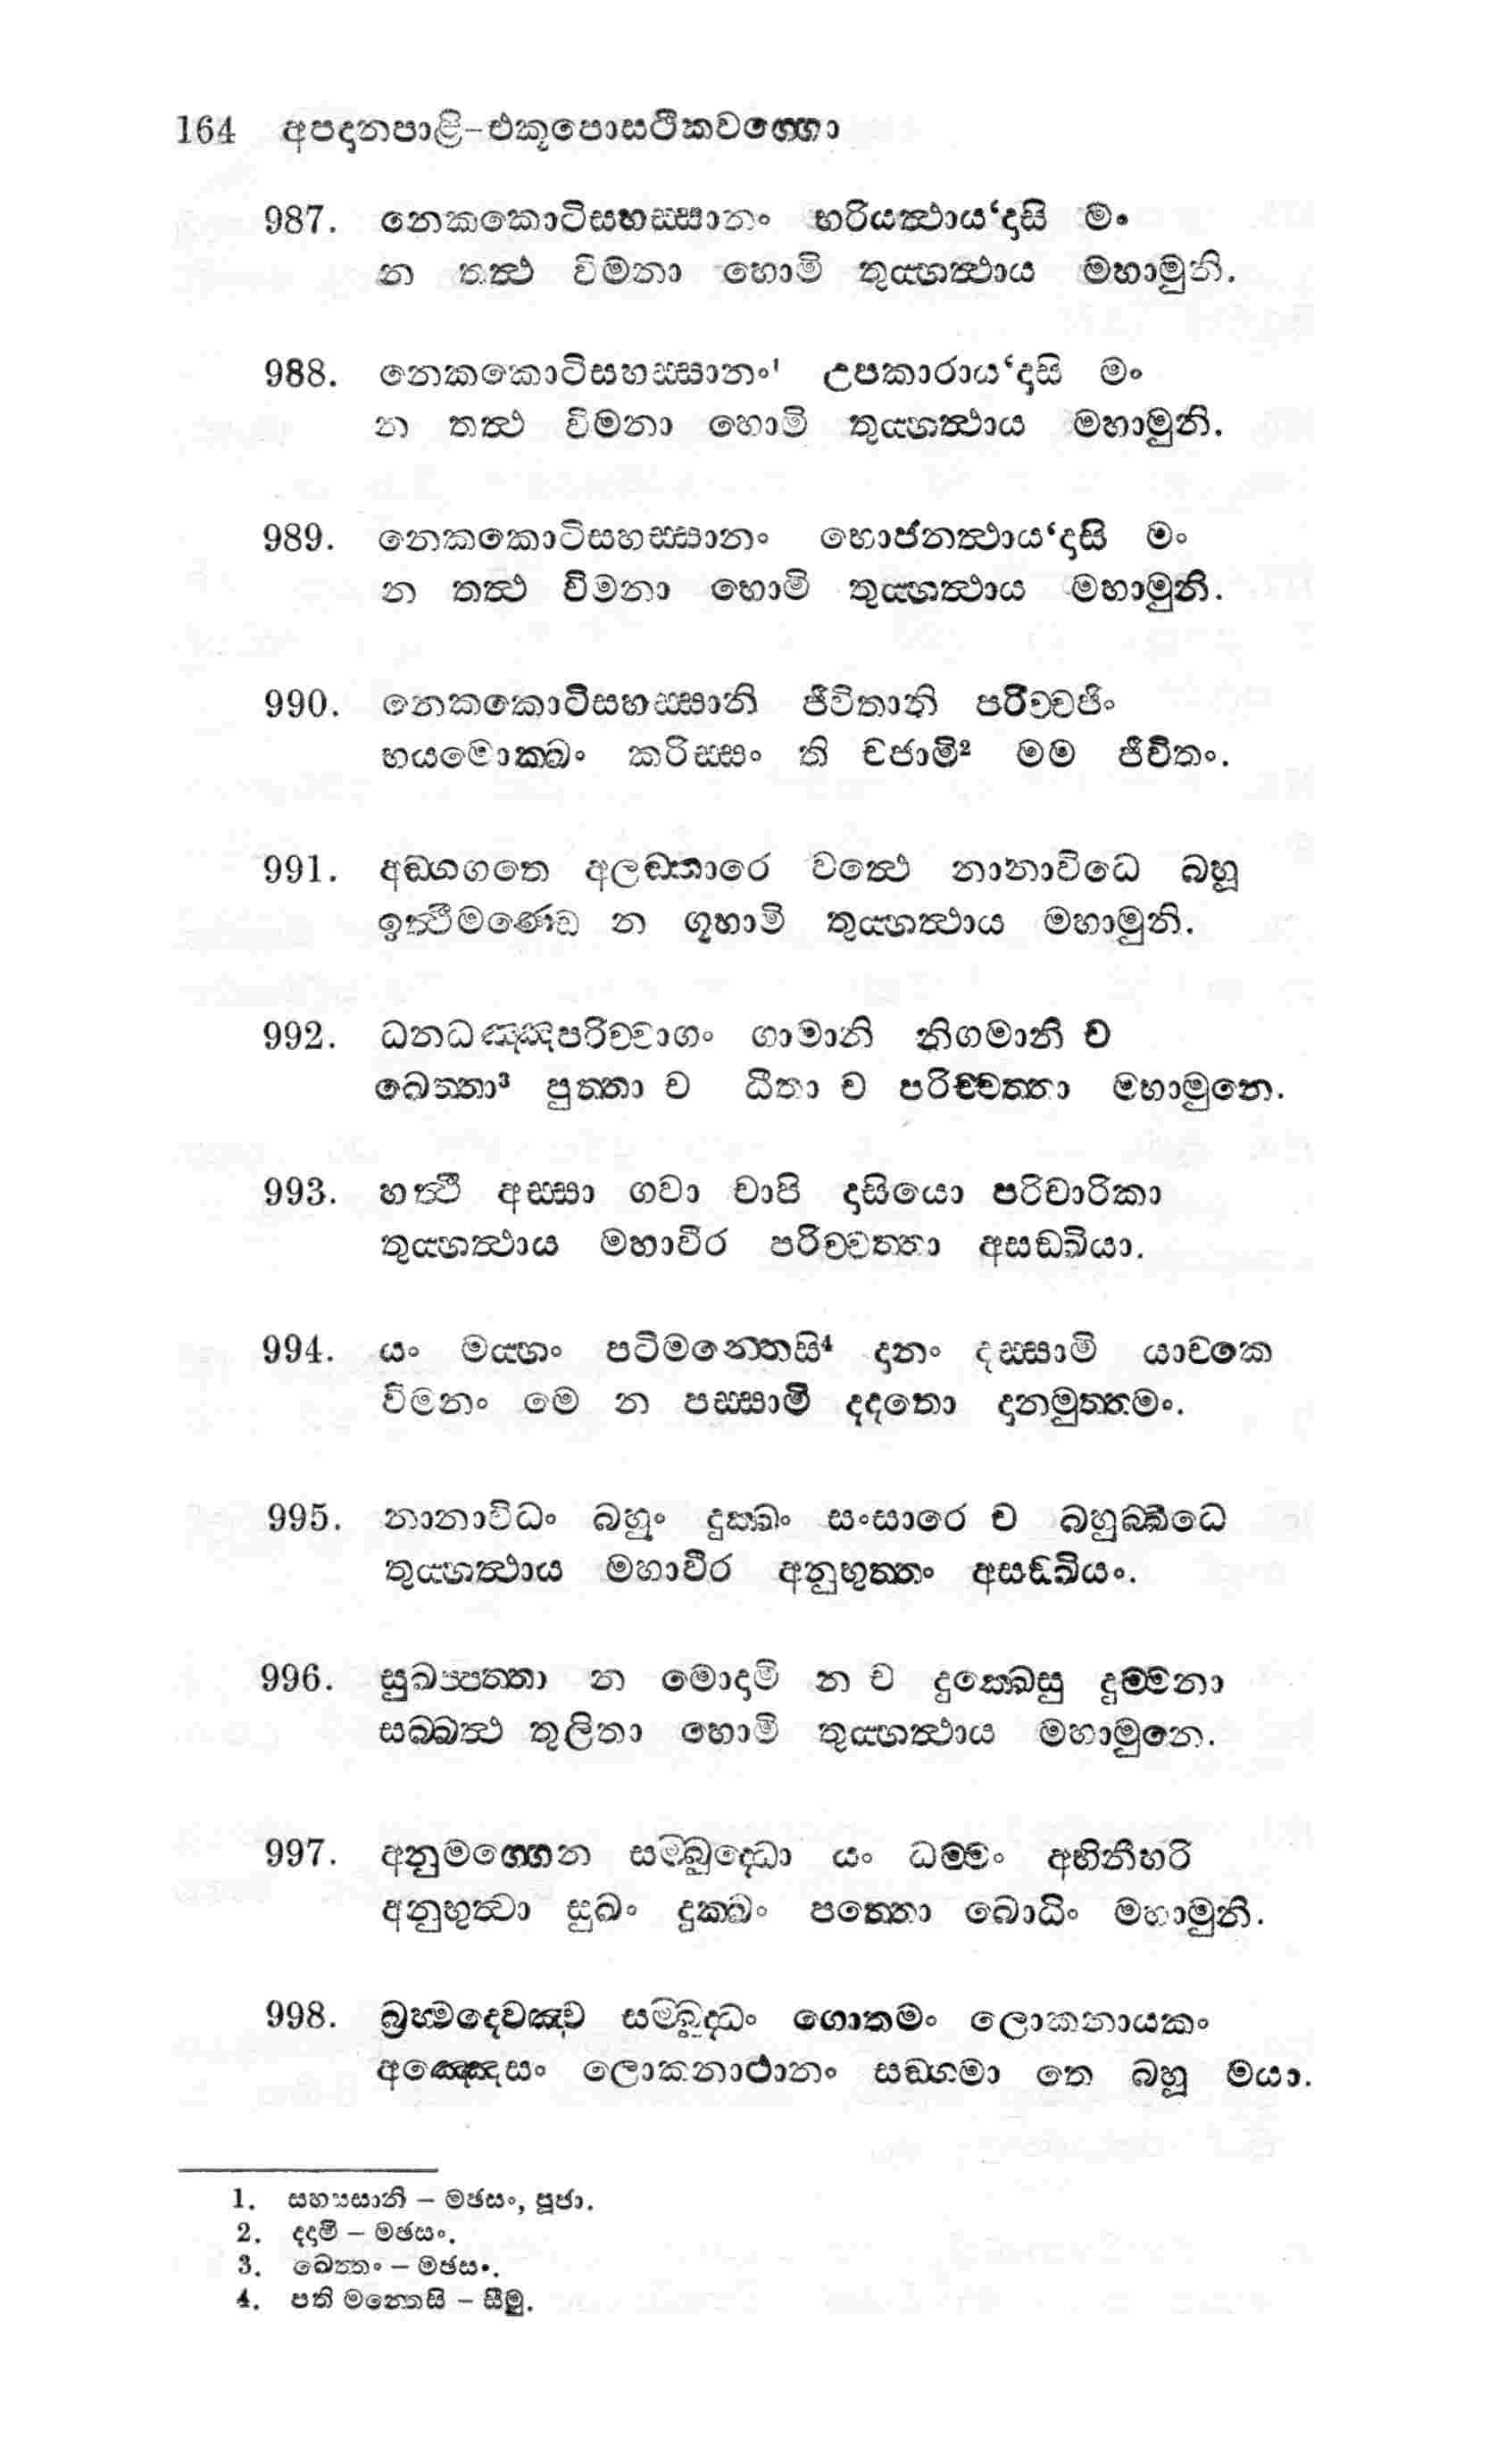 164 අපදානපාළි-එකූපොසථිකවග්ගො
987. නෙකකොටිසහස්සානං භරියත්ථාය‘දාසි මං
න තත්ථ විමනා හොමි තුය්හත්ථාය මහාමුනි.
988. නෙකකොටිසහස්සානං¹ උපකාරාය‘දාසි මං
න තත්ථ විමනා හොමි තුය්හත්ථාය මහාමුනි.
989. නෙකකොටිසහස්සානං භොජනත්ථාය‘දාසි මං
න තත්ථ විමනා හොමි තුය්හත්ථාය මහාමුනි.
990. නෙකකොටිසහස්සානි ජීවිතානි පරිච්චජිං
භයමොක්ඛං කරිස්සං ති චජාමි² මම ජීවිතං.
991. අඞ්ගගතෙ අලඞ්කාරෙ වත්ථෙ නානාවිධෙ බහූ
ඉත්ථිමණ්ඩෙ න ගූහාමි තුය්හත්ථාය මහාමුනි.
992. ධනධඤ්ඤපරිච්චාගං ගාමානි නිගමානි ච
ඛෙත්තා³ පුත්තා ච ධීතා ච පරිච්චත්තා මහාමුනෙ.
993. හත්ථී අස්සා ගවා චාපි දාසියො පරිචාරිකා
තුය්හත්ථාය මහාවීර පරිච්චත්තා අසඞ්ඛියා.
994. යං මය්හං පටිමන්තෙසි⁴ දානං දස්සාමි යාචකෙ
විමනං මෙ න පස්සාමි දදතො දානමුත්තමං.
995. නානාවිධං බහුං දුක්ඛං සංසාරෙ ච බහුබ්බිධෙ
තුය්හත්ථාය මහාවීර අනුභුත්තං අසඞ්ඛියං.
996. සුඛප්පත්තා න මොදාමි න ච දුක්ඛෙසු දුම්මනා
සබ්බත්ථ තුලිතා හොමි තුය්හත්ථාය මහාමුනෙ.
997. අනුමග්ගෙන සම්බුද්ධො යං ධම්මං අභිනීහරි
අනුභුත්වා සුඛං දුක්ඛං පත්තො බොධිං මහාමුනි.
998. බ්‍රහ්මදෙවඤ්ච සම්බුද්ධං ගොතමං ලොකනායකං
අඤ්ඤෙසං ලොකනාථානං සඞ්ගමා තෙ බහූ මයා.
1. සහස්සානි – මඡසං, පූජා.
2. දදාමි – මඡසං.
3. ඛෙත්තං – මඡසං.
4. පති මන්තෙසි – සීමු.